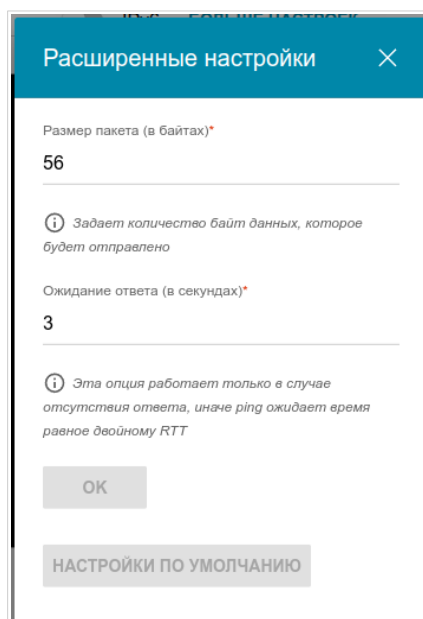 Расширенные настройки
Размер пакета (в байтах)*
56
Задает количество байт данных, которое
будет отправлено
Ожидание ответа (в секундах)*
3
Эта опция работает только в случае
отсутствия ответа, иначе ping ожидает время
равное двойному RTT
OK
НАСТРОЙКИ ПО УМОЛЧАНИЮ